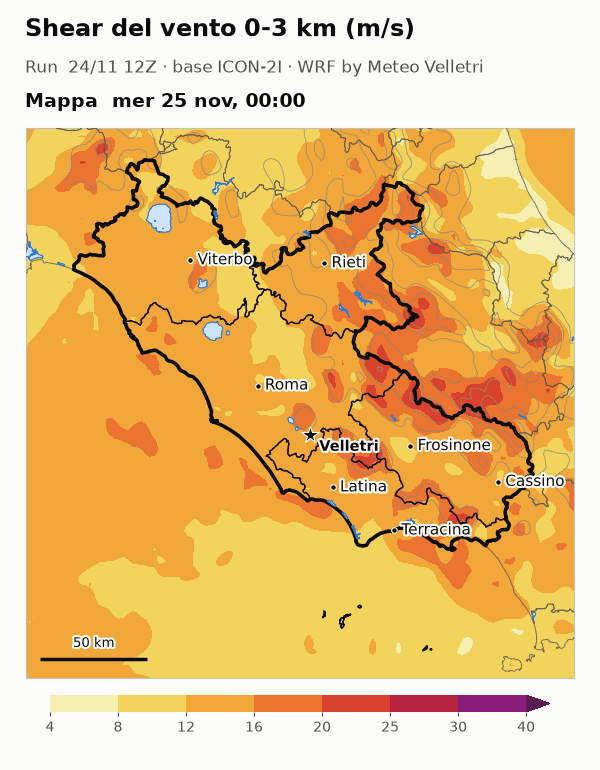 Shear del vento 0-3 km (m/s)
Run  24/11 12Z · base ICON-2I · WRF by Meteo Velletri
Mappa  mer 25 nov, 00:00
Viterbo
Rieti
Roma
Velletri
Frosinone
Cassino
Latina
Terracina
50 km
4 8 12 16 20 25 30 40